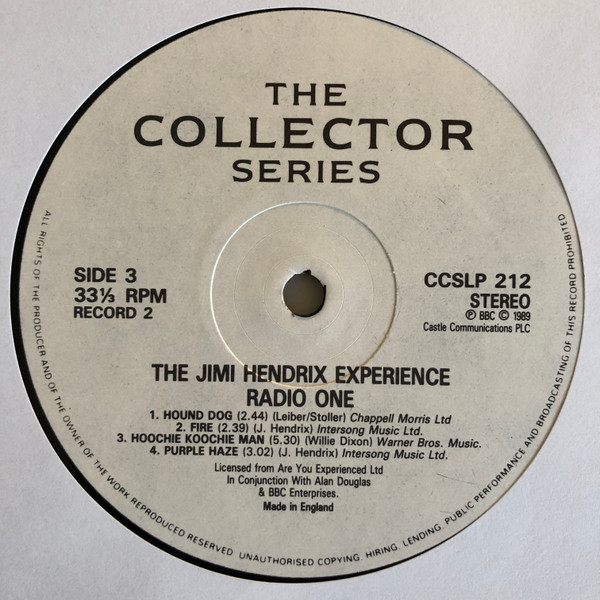 THE
COLLECTOR
SERIES
SIDE 3
33⅓ RPM
RECORD 2
CCSLP 212
STEREO
Ⓟ BBC © 1989
Castle Communications PLC
THE JIMI HENDRIX EXPERIENCE
RADIO ONE
1. HOUND DOG (2.44) (Leiber/Stoller) Chappell Morris Ltd
2. FIRE (2.39) (J. Hendrix) Intersong Music Ltd.
3. HOOCHIE KOOCHIE MAN (5.30) (Willie Dixon) Warner Bros. Music.
4. PURPLE HAZE (3.02) (J. Hendrix) Intersong Music Ltd.
Licensed from Are You Experienced Ltd
In Conjunction With Alan Douglas
& BBC Enterprises.
Made in England
ALL RIGHTS OF THE PRODUCER AND OF THE OWNER OF THE WORK REPRODUCED RESERVED. UNAUTHORISED COPYING, HIRING, LENDING, PUBLIC PERFORMANCE AND BROADCASTING OF THIS RECORD PROHIBITED